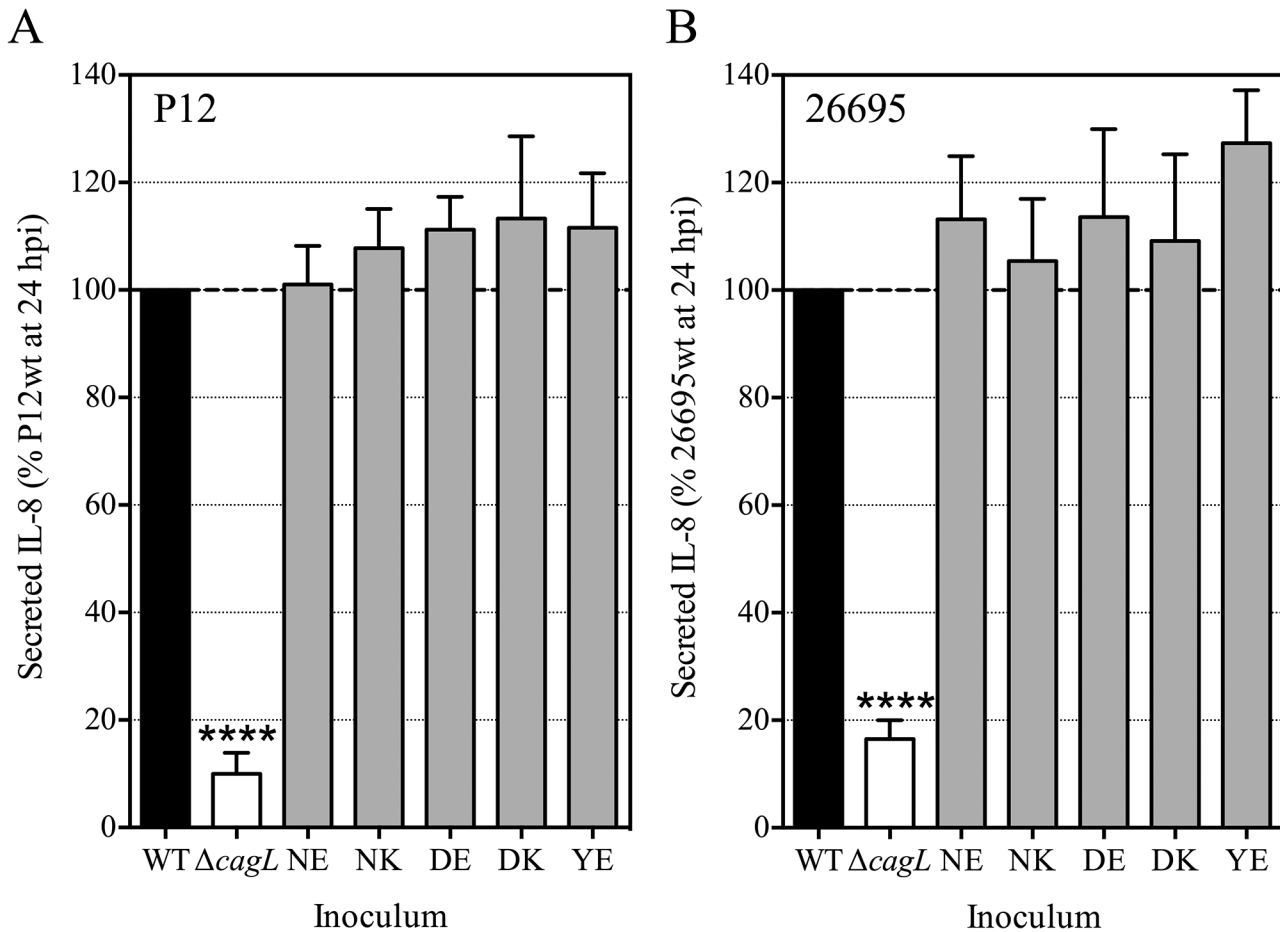 A
P12
Secreted IL-8 (% P12wt at 24 hpi)
140
120
100
80
60
40
20
0
****
WT ΔcagL NE NK DE DK YE
Inoculum
B
26695
Secreted IL-8 (% 26695wt at 24 hpi)
140
120
100
80
60
40
20
0
****
WT ΔcagL NE NK DE DK YE
Inoculum